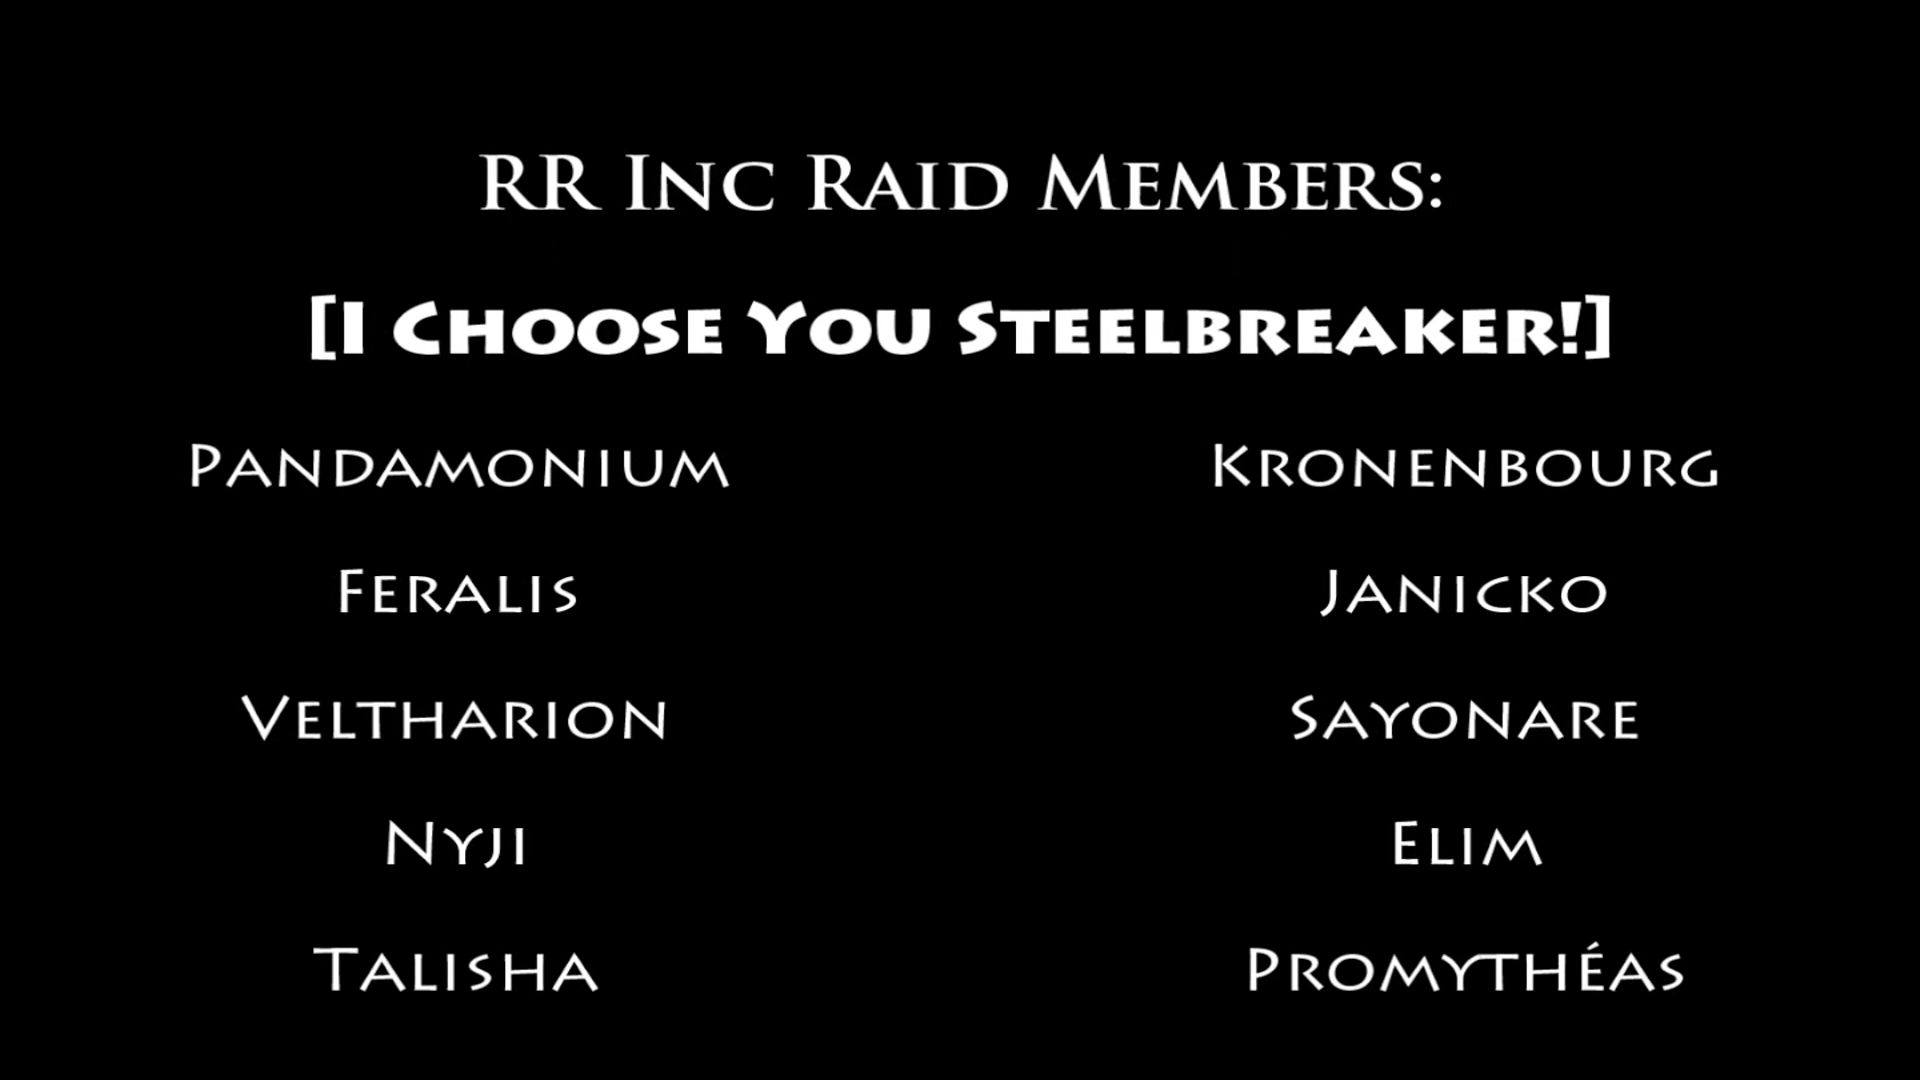 RR Inc Raid Members:
[I Choose You Steelbreaker!]
Pandamonium Kronenbourg
Feralis Janicko
Veltharion Sayonare
Nyji Elim
Talisha Promythéas